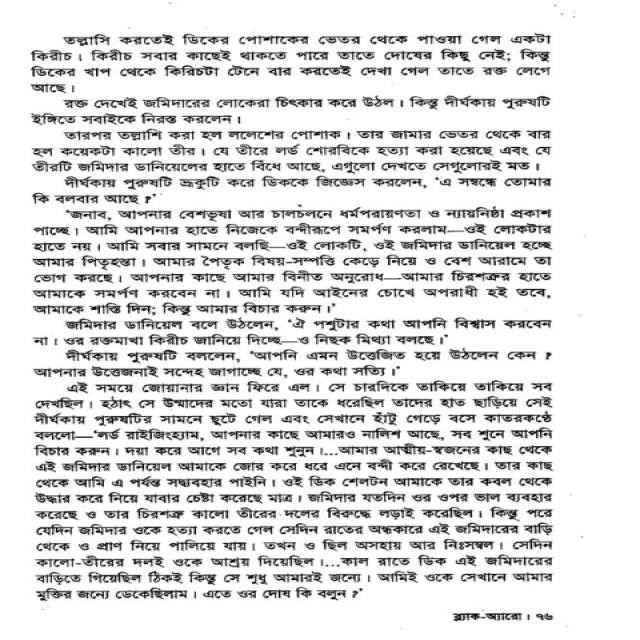 তল্লাসি করতেই ডিকের পোশাকের ভেতর থেকে পাওয়া গেল একটা
কিরীচ। কিরীচ সবার কাছেই থাকতে পারে তাতে দোষের কিছু নেই; কিন্তু
ডিকের খাপ থেকে কিরিচটা টেনে বার করতেই দেখা গেল তাতে রক্ত লেগে
আছে।
রক্ত দেখেই জমিদারের লোকেরা চিৎকার করে উঠল। কিন্তু দীর্ঘকায় পুরুষটি
ইঙ্গিতে সবাইকে নিরস্ত করলেন।
তারপর তল্লাশি করা হল ললেশের পোশাক। তার জামার ভেতর থেকে বার
হল কয়েকটা কালো তীর। যে তীরে লর্ড শোরবিকে হত্যা করা হয়েছে এবং যে
তীরটি জমিদার ডানিয়েলের হাতে বিঁধে আছে, এগুলো দেখতে সেগুলোরই মত।
দীর্ঘকায় পুরুষটি ভ্রূকুটি করে ডিককে জিজ্ঞেস করলেন, ‘এ সম্বন্ধে তোমার
কি বলবার আছে?’
‘জনাব, আপনার বেশভূষা আর চালচলনে ধর্মপরায়ণতা ও ন্যায়নিষ্ঠা প্রকাশ
পাচ্ছে। আমি আপনার হাতে নিজেকে বন্দীরূপে সমর্পণ করলাম—ওই লোকটার
হাতে নয়। আমি সবার সামনে বলছি—ওই লোকটি, ওই জমিদার ডানিয়েল হচ্ছে
আমার পিতৃহন্তা। আমার পৈতৃক বিষয়-সম্পত্তি কেড়ে নিয়ে ও বেশ আরামে তা
ভোগ করছে। আপনার কাছে আমার বিনীত অনুরোধ—আমার চিরশত্রুর হাতে
আমাকে সমর্পণ করবেন না। আমি যদি আইনের চোখে অপরাধী হই তবে,
আমাকে শাস্তি দিন; কিন্তু আমার বিচার করুন।’
জমিদার ডানিয়েল বলে উঠলেন, ‘ঐ পশুটার কথা আপনি বিশ্বাস করবেন
না। ওর রক্তমাখা কিরীচ জানিয়ে দিচ্ছে—ও নিছক মিথ্যা বলছে।’
দীর্ঘকায় পুরুষটি বললেন, ‘আপনি এমন উত্তেজিত হয়ে উঠলেন কেন?
আপনার উত্তেজনাই সন্দেহ জাগাচ্ছে যে, ওর কথা সত্যি।’
এই সময়ে জোয়ানার জ্ঞান ফিরে এল। সে চারদিকে তাকিয়ে তাকিয়ে সব
দেখছিল। হঠাৎ সে উন্মাদের মতো যারা তাকে ধরেছিল তাদের হাত ছাড়িয়ে সেই
দীর্ঘকায় পুরুষটির সামনে ছুটে গেল এবং সেখানে হাঁটু গেড়ে বসে কাতরকণ্ঠে
বললো—‘লর্ড রাইজিংহ্যাম, আপনার কাছে আমারও নালিশ আছে, সব শুনে আপনি
বিচার করুন। দয়া করে আগে সব কথা শুনুন।...আমার আত্মীয়-স্বজনের কাছ থেকে
এই জমিদার ডানিয়েল আমাকে জোর করে ধরে এনে বন্দী করে রেখেছে। তার কাছ
থেকে আমি এ পর্যন্ত সদ্ব্যবহার পাইনি। ওই ডিক শেলটন আমাকে তার কবল থেকে
উদ্ধার করে নিয়ে যাবার চেষ্টা করেছে মাত্র। জমিদার যতদিন ওর ওপর ভাল ব্যবহার
করেছে ও তার চিরশত্রু কালো তীরের দলের বিরুদ্ধে লড়াই করেছিল। কিন্তু পরে
যেদিন জমিদার ওকে হত্যা করতে গেল সেদিন রাতের অন্ধকারে এই জমিদারের বাড়ি
থেকে ও প্রাণ নিয়ে পালিয়ে যায়। তখন ও ছিল অসহায় আর নিঃসম্বল। সেদিন
কালো-তীরের দলই ওকে আশ্রয় দিয়েছিল।...কাল রাতে ডিক এই জমিদারের
বাড়িতে গিয়েছিল ঠিকই কিন্তু সে শুধু আমারই জন্যে। আমিই ওকে সেখানে আমার
মুক্তির জন্যে ডেকেছিলাম। এতে ওর দোষ কি বলুন?’
ব্ল্যাক-অ্যারো। ৭৬